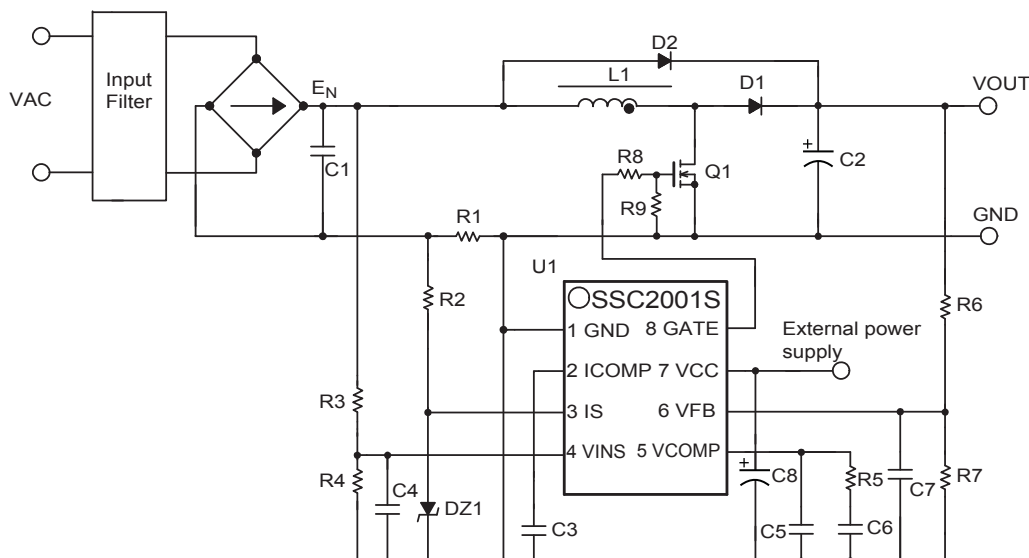 D2
L1
D1
VOUT
VAC
Input
Filter
EN
C1
C2
R8
Q1
R9
R1
GND
U1
SSC2001S
R2
1 GND
8 GATE
R6
External power
supply
2 ICOMP
7 VCC
R3
3 IS
6 VFB
4 VINS
5 VCOMP
R4
C4
DZ1
C3
C8
R5
C7
R7
C5
C6
+
+